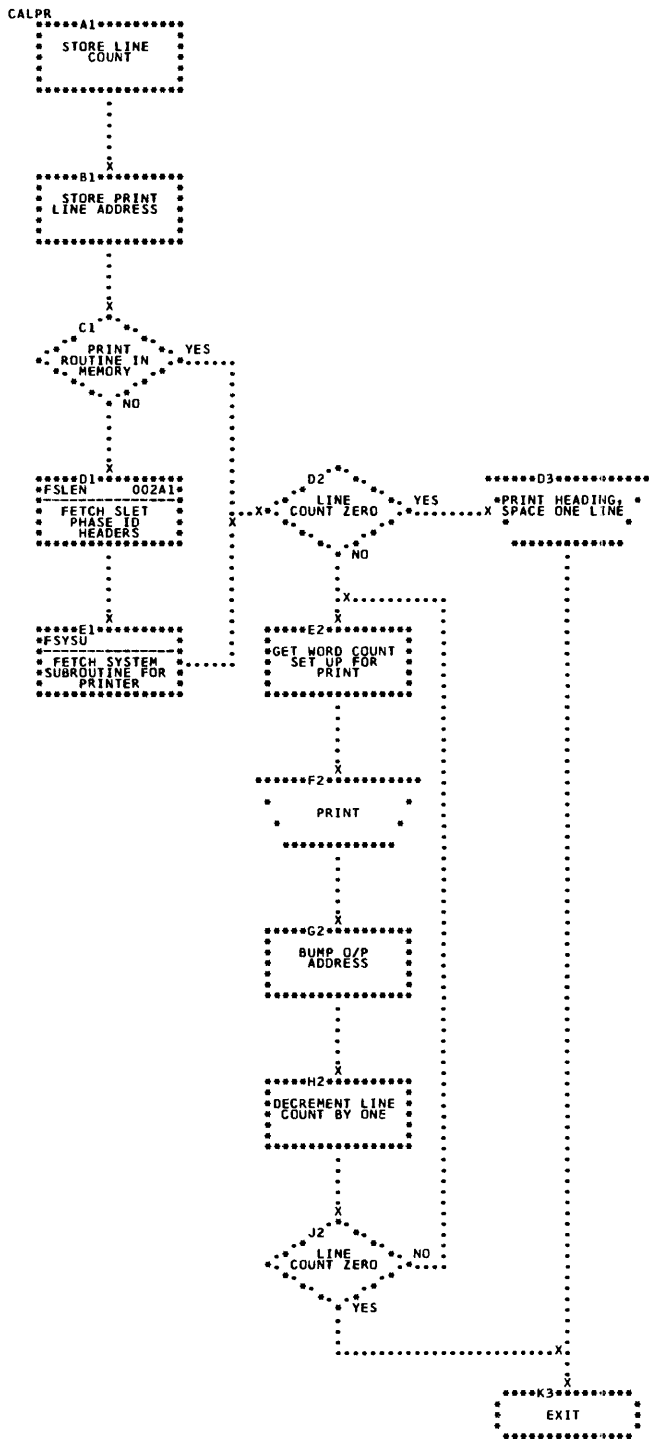 CALPR
A1
STORE LINE
COUNT
B1
STORE PRINT
LINE ADDRESS
C1
PRINT
ROUTINE IN
MEMORY
YES
NO
D1
FSLEN 002A1
FETCH SLET
PHASE ID
HEADERS
D2
LINE
COUNT ZERO
YES
NO
D3
PRINT HEADING,
SPACE ONE LINE
E1
FSYSU
FETCH SYSTEM
SUBROUTINE FOR
PRINTER
E2
GET WORD COUNT
SET UP FOR
PRINT
F2
PRINT
G2
BUMP O/P
ADDRESS
H2
DECREMENT LINE
COUNT BY ONE
J2
LINE
COUNT ZERO
NO
YES
K3
EXIT